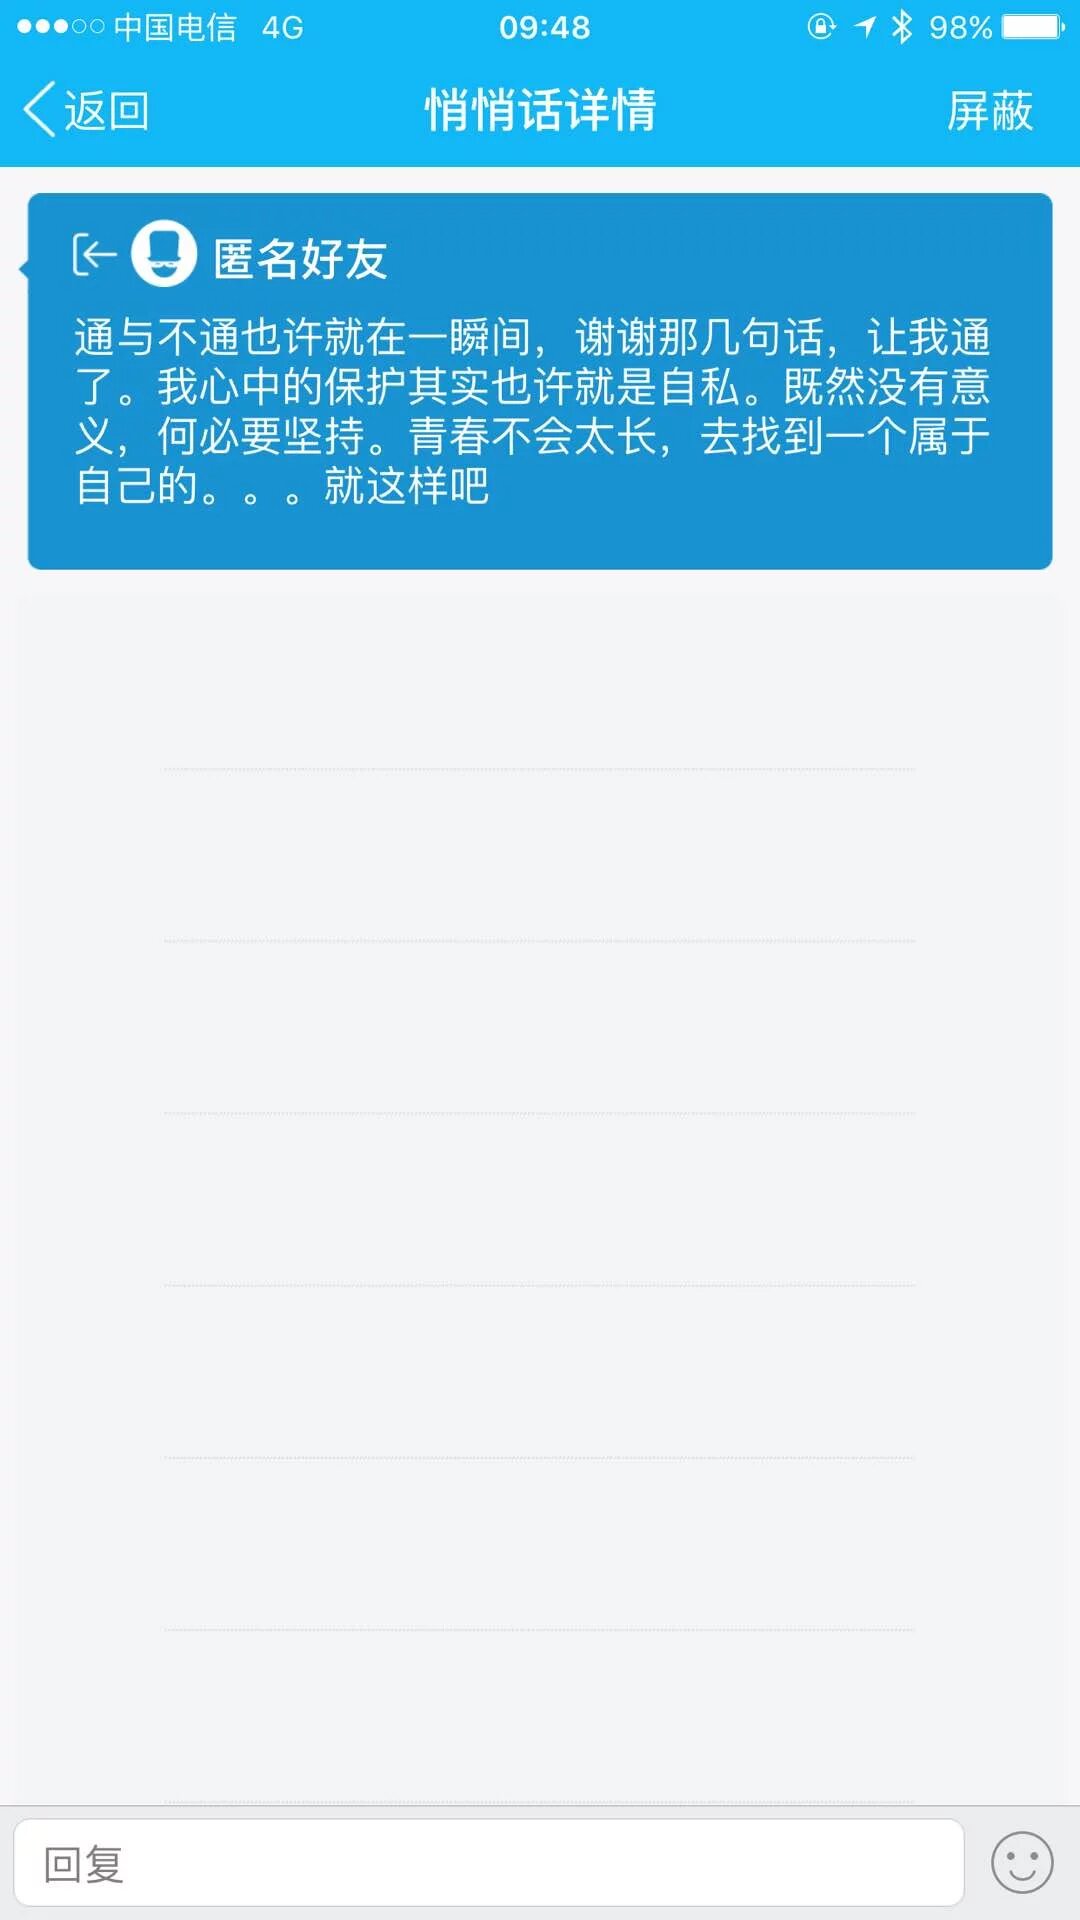 中国电信 4G 09:48 98%
返回 悄悄话详情 屏蔽
匿名好友
通与不通也许就在一瞬间，谢谢那几句话，让我通
了。我心中的保护其实也许就是自私。既然没有意
义，何必要坚持。青春不会太长，去找到一个属于
自己的。。。就这样吧
回复